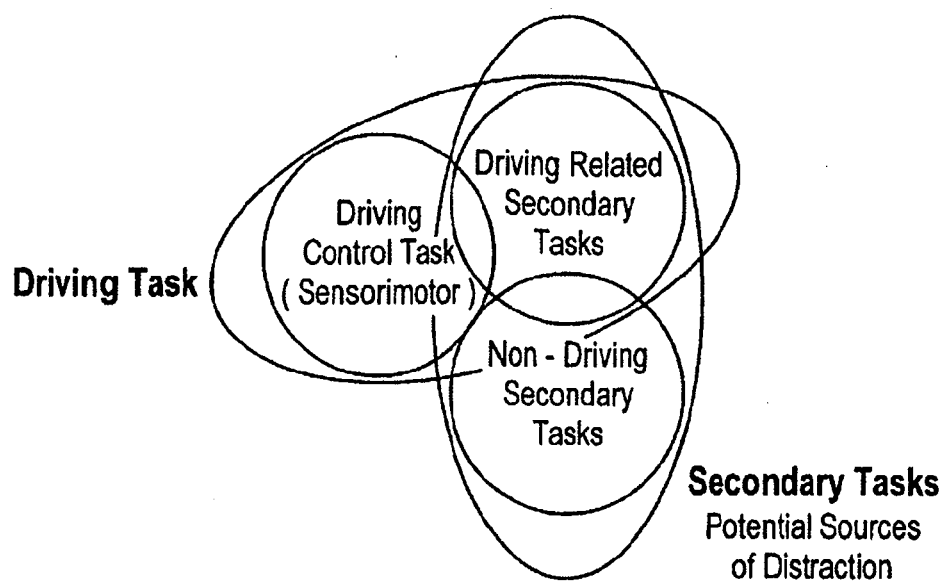 Driving Related
Secondary
Tasks
Driving
Control Task
( Sensorimotor )
Driving Task
Non - Driving
Secondary
Tasks
Secondary Tasks
Potential Sources
of Distraction